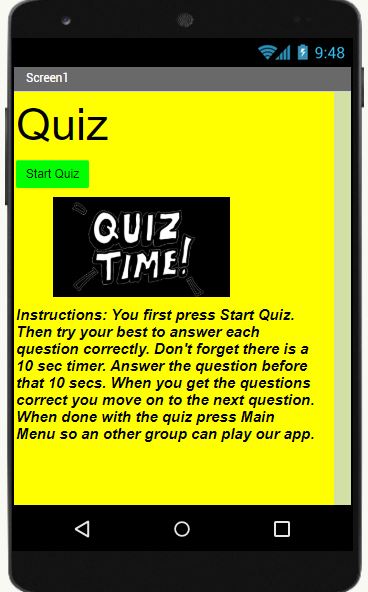 9:48
Screen1
Quiz
Start Quiz
QUIZ
TIME!
Instructions: You first press Start Quiz.
Then try your best to answer each
question correctly. Don't forget there is a
10 sec timer. Answer the question before
that 10 secs. When you get the questions
correct you move on to the next question.
When done with the quiz press Main
Menu so an other group can play our app.